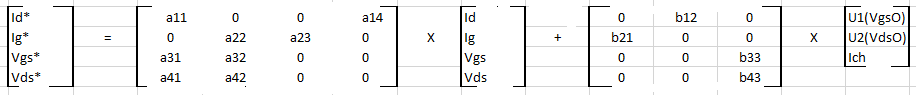 Id* a11 0 0 a14 Id 0 b12 0 U1(VgsO)
Ig* = 0 a22 a23 0 X Ig + b21 0 0 X U2(VdsO)
Vgs* a31 a32 0 0 Vgs 0 0 b33 Ich
Vds* a41 a42 0 0 Vds 0 0 b43